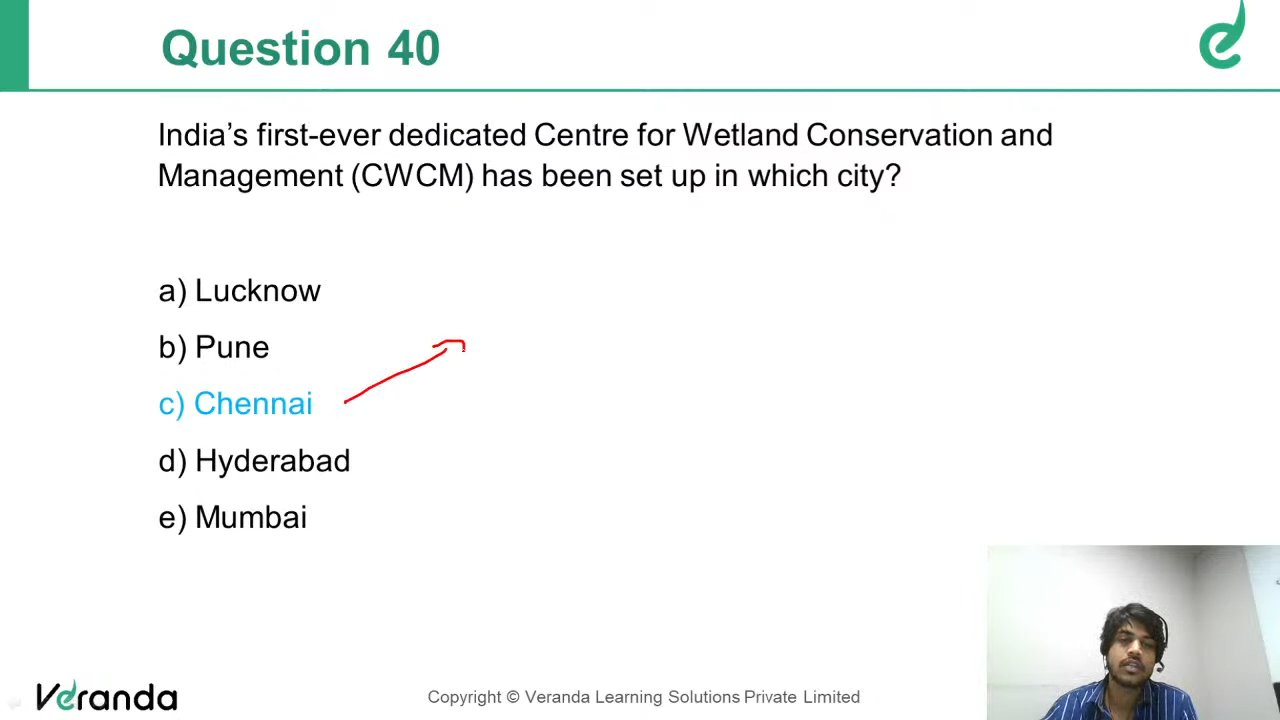 Question 40
India’s first-ever dedicated Centre for Wetland Conservation and
Management (CWCM) has been set up in which city?
a) Lucknow
b) Pune
c) Chennai
d) Hyderabad
e) Mumbai
Veranda
Copyright © Veranda Learning Solutions Private Limited